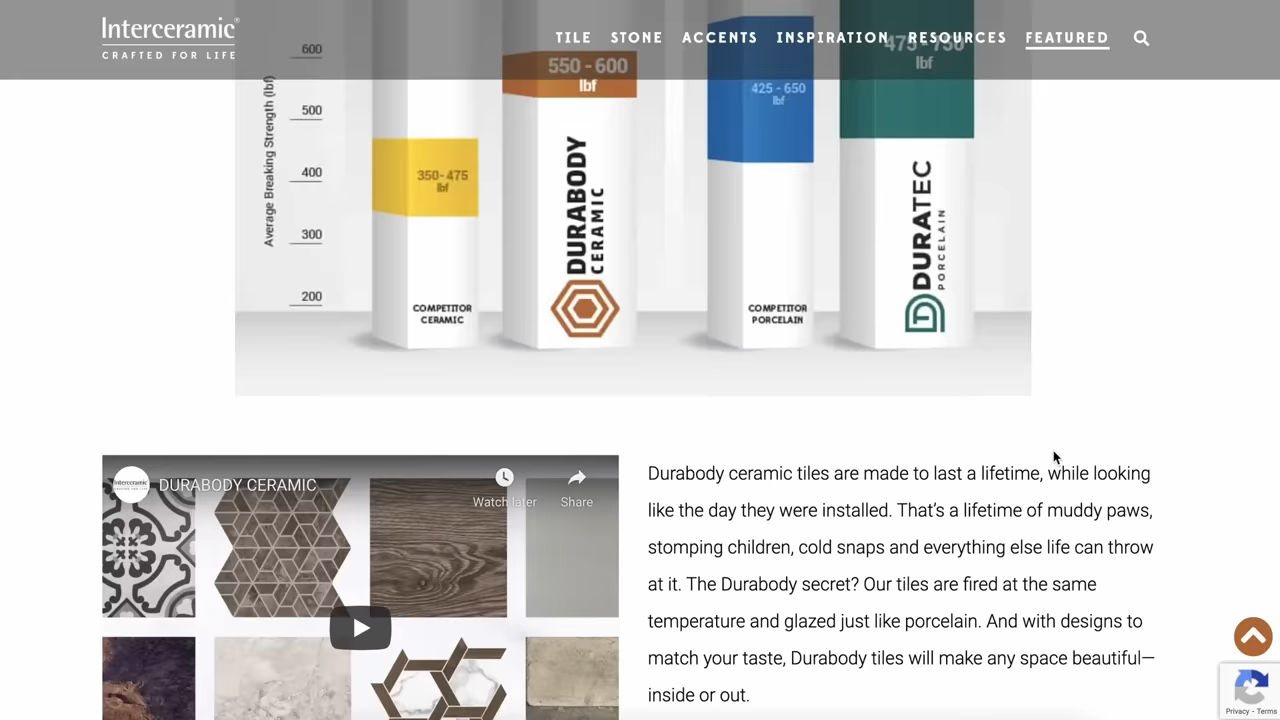 Interceramic®
CRAFTED FOR LIFE
TILE STONE ACCENTS INSPIRATION RESOURCES FEATURED
Average Breaking Strength (lbf)
600
500
400
300
200
350-475
lbf
COMPETITOR
CERAMIC
550-600
lbf
DURABODY
CERAMIC
425 - 650
lbf
COMPETITOR
PORCELAIN
475-750
lbf
DURATEC
PORCELAIN
Interceramic
DURABODY CERAMIC
Watch later
Share
Durabody ceramic tiles are made to last a lifetime, while looking
like the day they were installed. That’s a lifetime of muddy paws,
stomping children, cold snaps and everything else life can throw
at it. The Durabody secret? Our tiles are fired at the same
temperature and glazed just like porcelain. And with designs to
match your taste, Durabody tiles will make any space beautiful—
inside or out.
Privacy - Terms